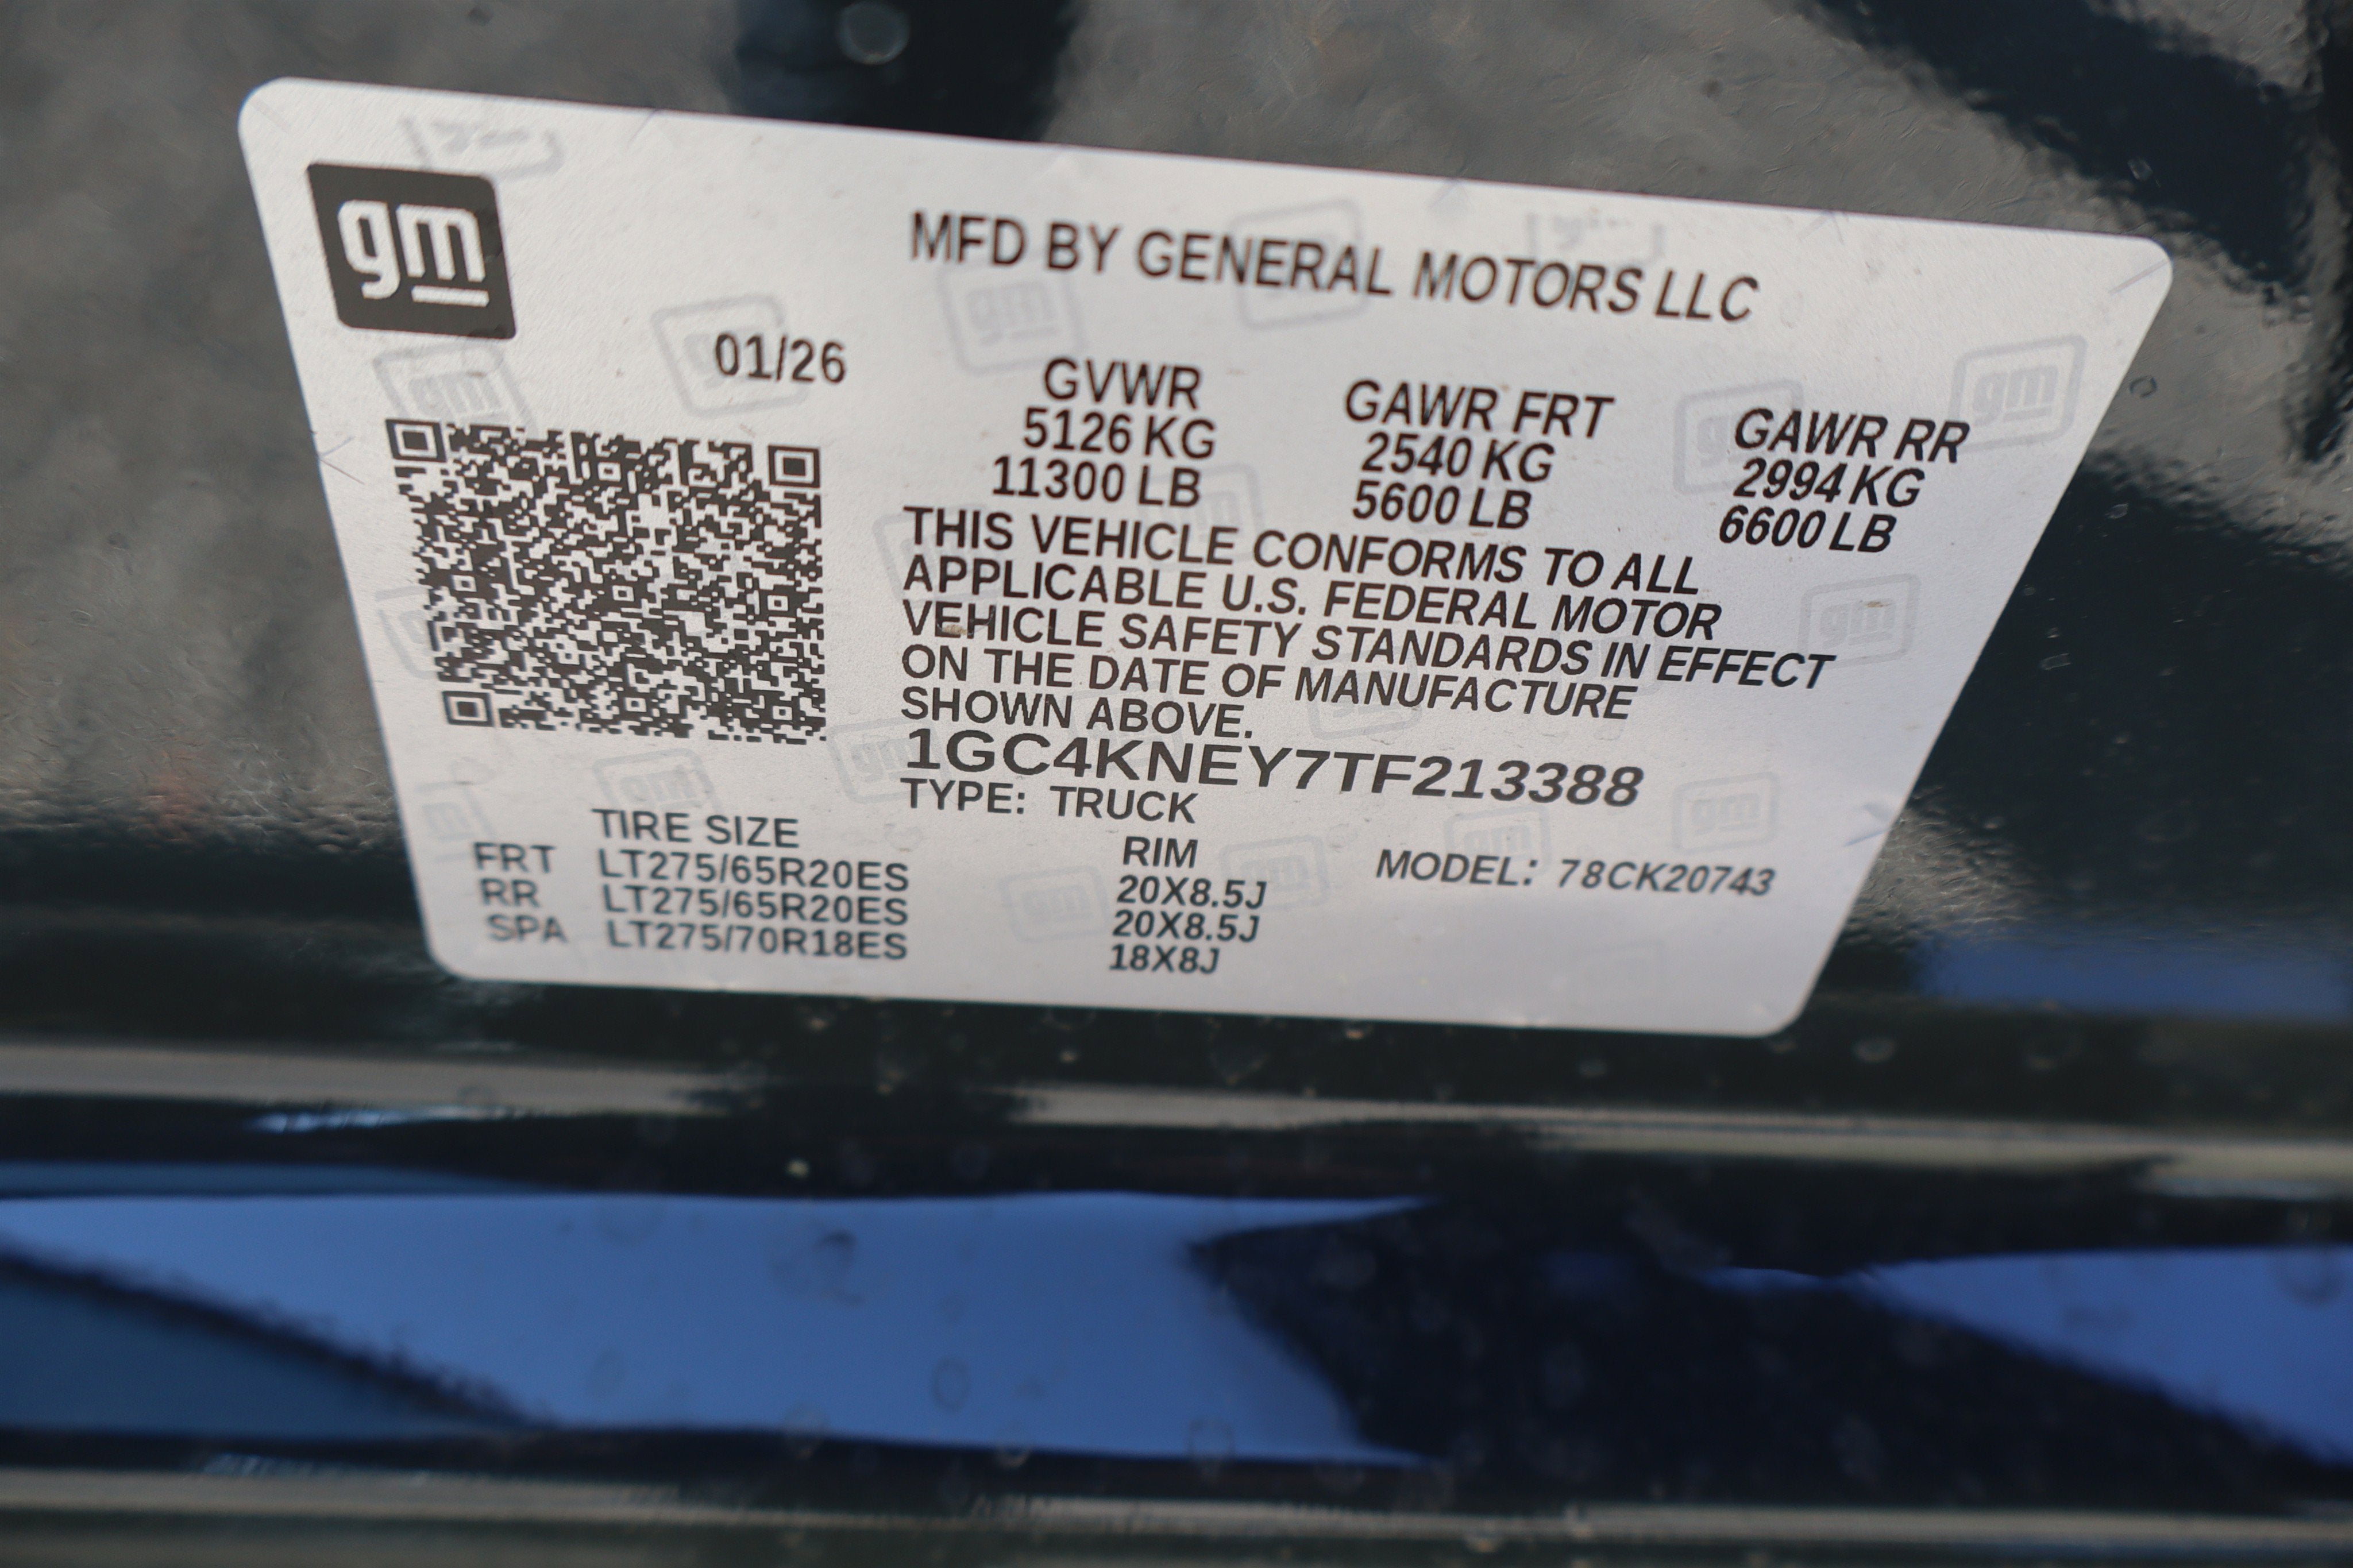 gm
MFD BY GENERAL MOTORS LLC
01/26
GVWR GAWR FRT GAWR RR
5126 KG 2540 KG 2994 KG
11300 LB 5600 LB 6600 LB
THIS VEHICLE CONFORMS TO ALL
APPLICABLE U.S. FEDERAL MOTOR
VEHICLE SAFETY STANDARDS IN EFFECT
ON THE DATE OF MANUFACTURE
SHOWN ABOVE.
1GC4KNEY7TF213388
TYPE: TRUCK
TIRE SIZE RIM MODEL: 78CK20743
FRT LT275/65R20ES 20X8.5J
RR LT275/65R20ES 20X8.5J
SPA LT275/70R18ES 18X8J